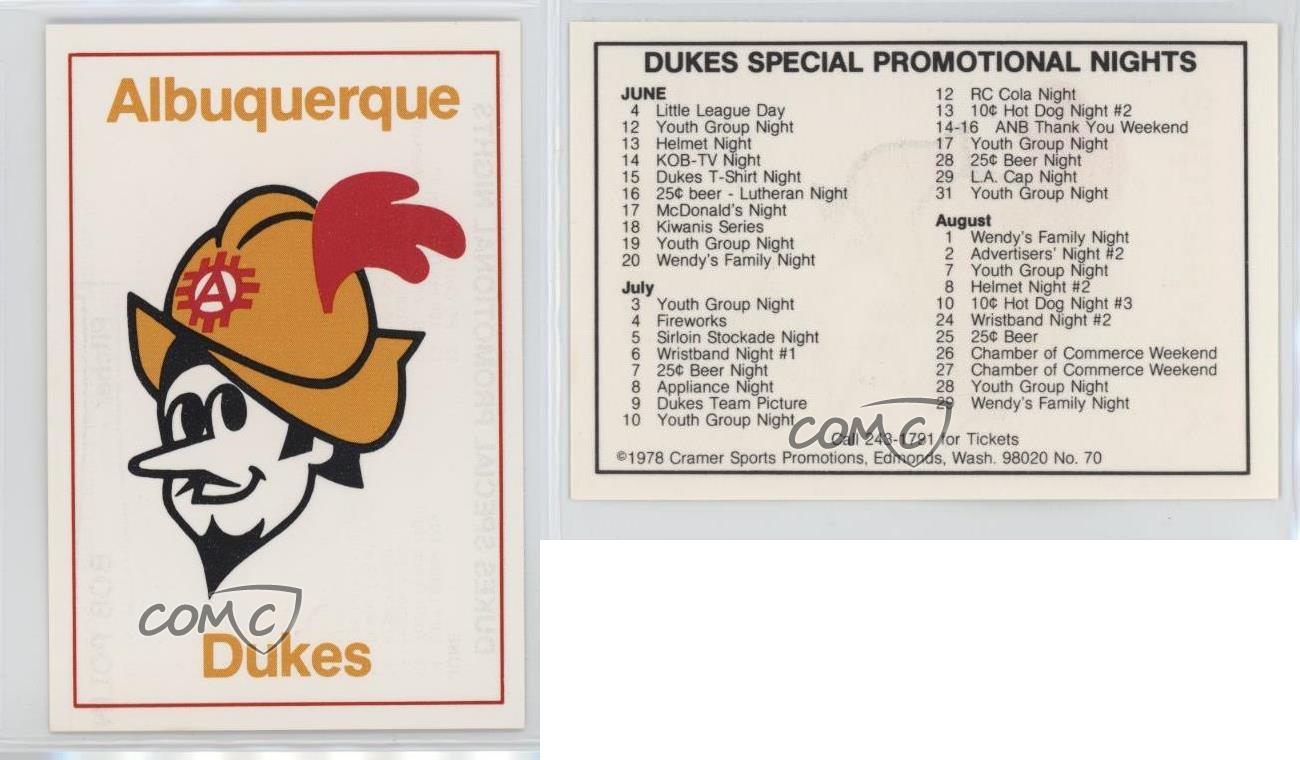 Albuquerque
A
COMC
Dukes
DUKES SPECIAL PROMOTIONAL NIGHTS
JUNE
4 Little League Day
12 Youth Group Night
13 Helmet Night
14 KOB-TV Night
15 Dukes T-Shirt Night
16 25¢ beer - Lutheran Night
17 McDonald's Night
18 Kiwanis Series
19 Youth Group Night
20 Wendy's Family Night
July
3 Youth Group Night
4 Fireworks
5 Sirloin Stockade Night
6 Wristband Night #1
7 25¢ Beer Night
8 Appliance Night
9 Dukes Team Picture
10 Youth Group Night
12 RC Cola Night
13 10¢ Hot Dog Night #2
14-16 ANB Thank You Weekend
17 Youth Group Night
28 25¢ Beer Night
29 L.A. Cap Night
31 Youth Group Night
August
1 Wendy's Family Night
2 Advertisers' Night #2
7 Youth Group Night
8 Helmet Night #2
10 10¢ Hot Dog Night #3
24 Wristband Night #2
25 25¢ Beer
26 Chamber of Commerce Weekend
27 Chamber of Commerce Weekend
28 Youth Group Night
29 Wendy's Family Night
COMC
Call 243-1791 for Tickets
©1978 Cramer Sports Promotions, Edmonds, Wash. 98020 No. 70